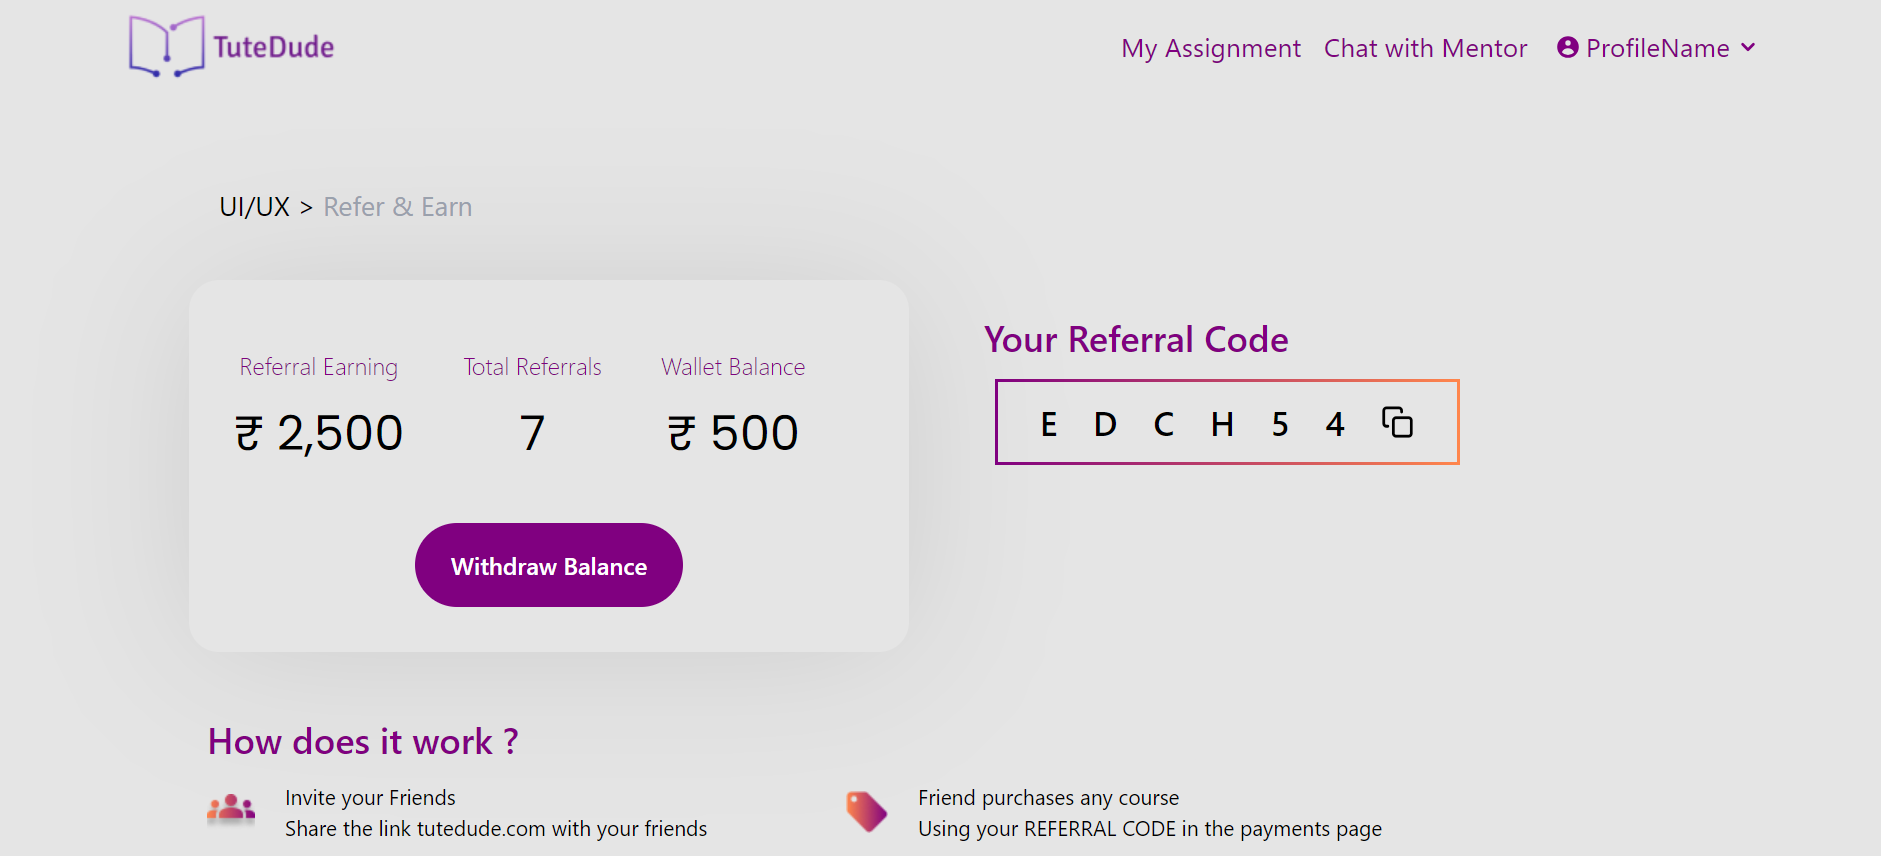 TuteDude
My Assignment Chat with Mentor ProfileName
UI/UX > Refer & Earn
Referral Earning Total Referrals Wallet Balance
₹ 2,500 7 ₹ 500
Withdraw Balance
Your Referral Code
E D C H 5 4
How does it work ?
Invite your Friends
Share the link tutedude.com with your friends
Friend purchases any course
Using your REFERRAL CODE in the payments page